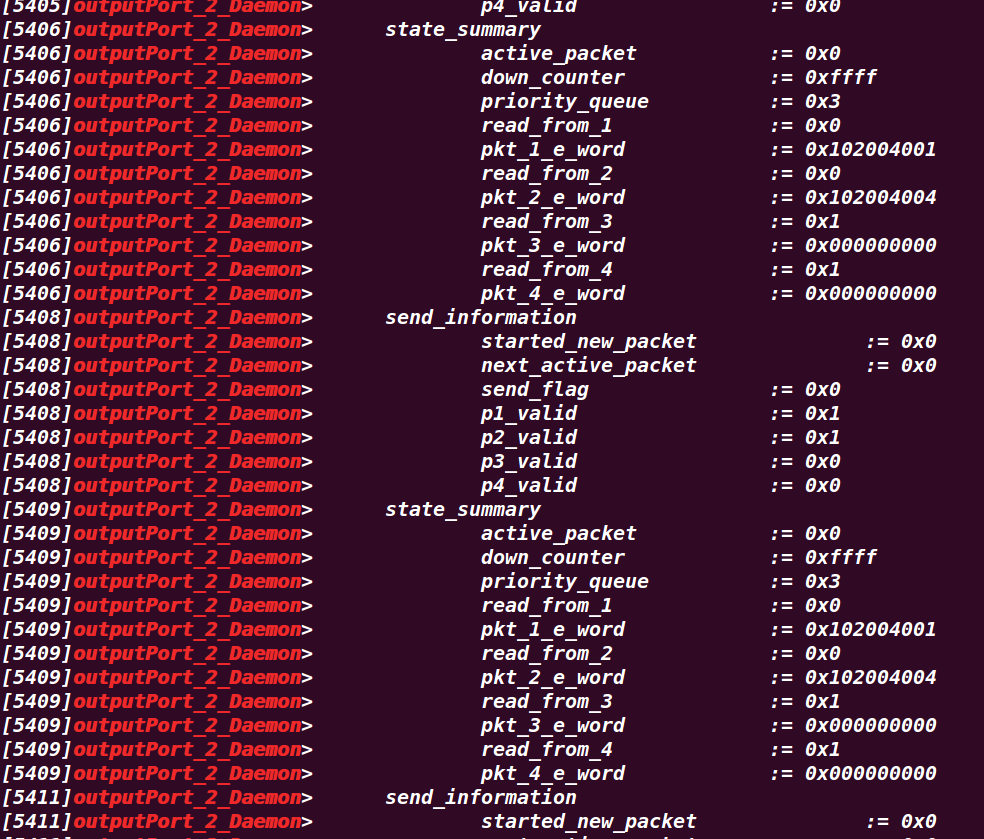 [5405]outputPort_2_Daemon> p4_valid := 0x0
[5406]outputPort_2_Daemon> state_summary
[5406]outputPort_2_Daemon> active_packet := 0x0
[5406]outputPort_2_Daemon> down_counter := 0xffff
[5406]outputPort_2_Daemon> priority_queue := 0x3
[5406]outputPort_2_Daemon> read_from_1 := 0x0
[5406]outputPort_2_Daemon> pkt_1_e_word := 0x102004001
[5406]outputPort_2_Daemon> read_from_2 := 0x0
[5406]outputPort_2_Daemon> pkt_2_e_word := 0x102004004
[5406]outputPort_2_Daemon> read_from_3 := 0x1
[5406]outputPort_2_Daemon> pkt_3_e_word := 0x000000000
[5406]outputPort_2_Daemon> read_from_4 := 0x1
[5406]outputPort_2_Daemon> pkt_4_e_word := 0x000000000
[5408]outputPort_2_Daemon> send_information
[5408]outputPort_2_Daemon> started_new_packet := 0x0
[5408]outputPort_2_Daemon> next_active_packet := 0x0
[5408]outputPort_2_Daemon> send_flag := 0x0
[5408]outputPort_2_Daemon> p1_valid := 0x1
[5408]outputPort_2_Daemon> p2_valid := 0x1
[5408]outputPort_2_Daemon> p3_valid := 0x0
[5408]outputPort_2_Daemon> p4_valid := 0x0
[5409]outputPort_2_Daemon> state_summary
[5409]outputPort_2_Daemon> active_packet := 0x0
[5409]outputPort_2_Daemon> down_counter := 0xffff
[5409]outputPort_2_Daemon> priority_queue := 0x3
[5409]outputPort_2_Daemon> read_from_1 := 0x0
[5409]outputPort_2_Daemon> pkt_1_e_word := 0x102004001
[5409]outputPort_2_Daemon> read_from_2 := 0x0
[5409]outputPort_2_Daemon> pkt_2_e_word := 0x102004004
[5409]outputPort_2_Daemon> read_from_3 := 0x1
[5409]outputPort_2_Daemon> pkt_3_e_word := 0x000000000
[5409]outputPort_2_Daemon> read_from_4 := 0x1
[5409]outputPort_2_Daemon> pkt_4_e_word := 0x000000000
[5411]outputPort_2_Daemon> send_information
[5411]outputPort_2_Daemon> started_new_packet := 0x0